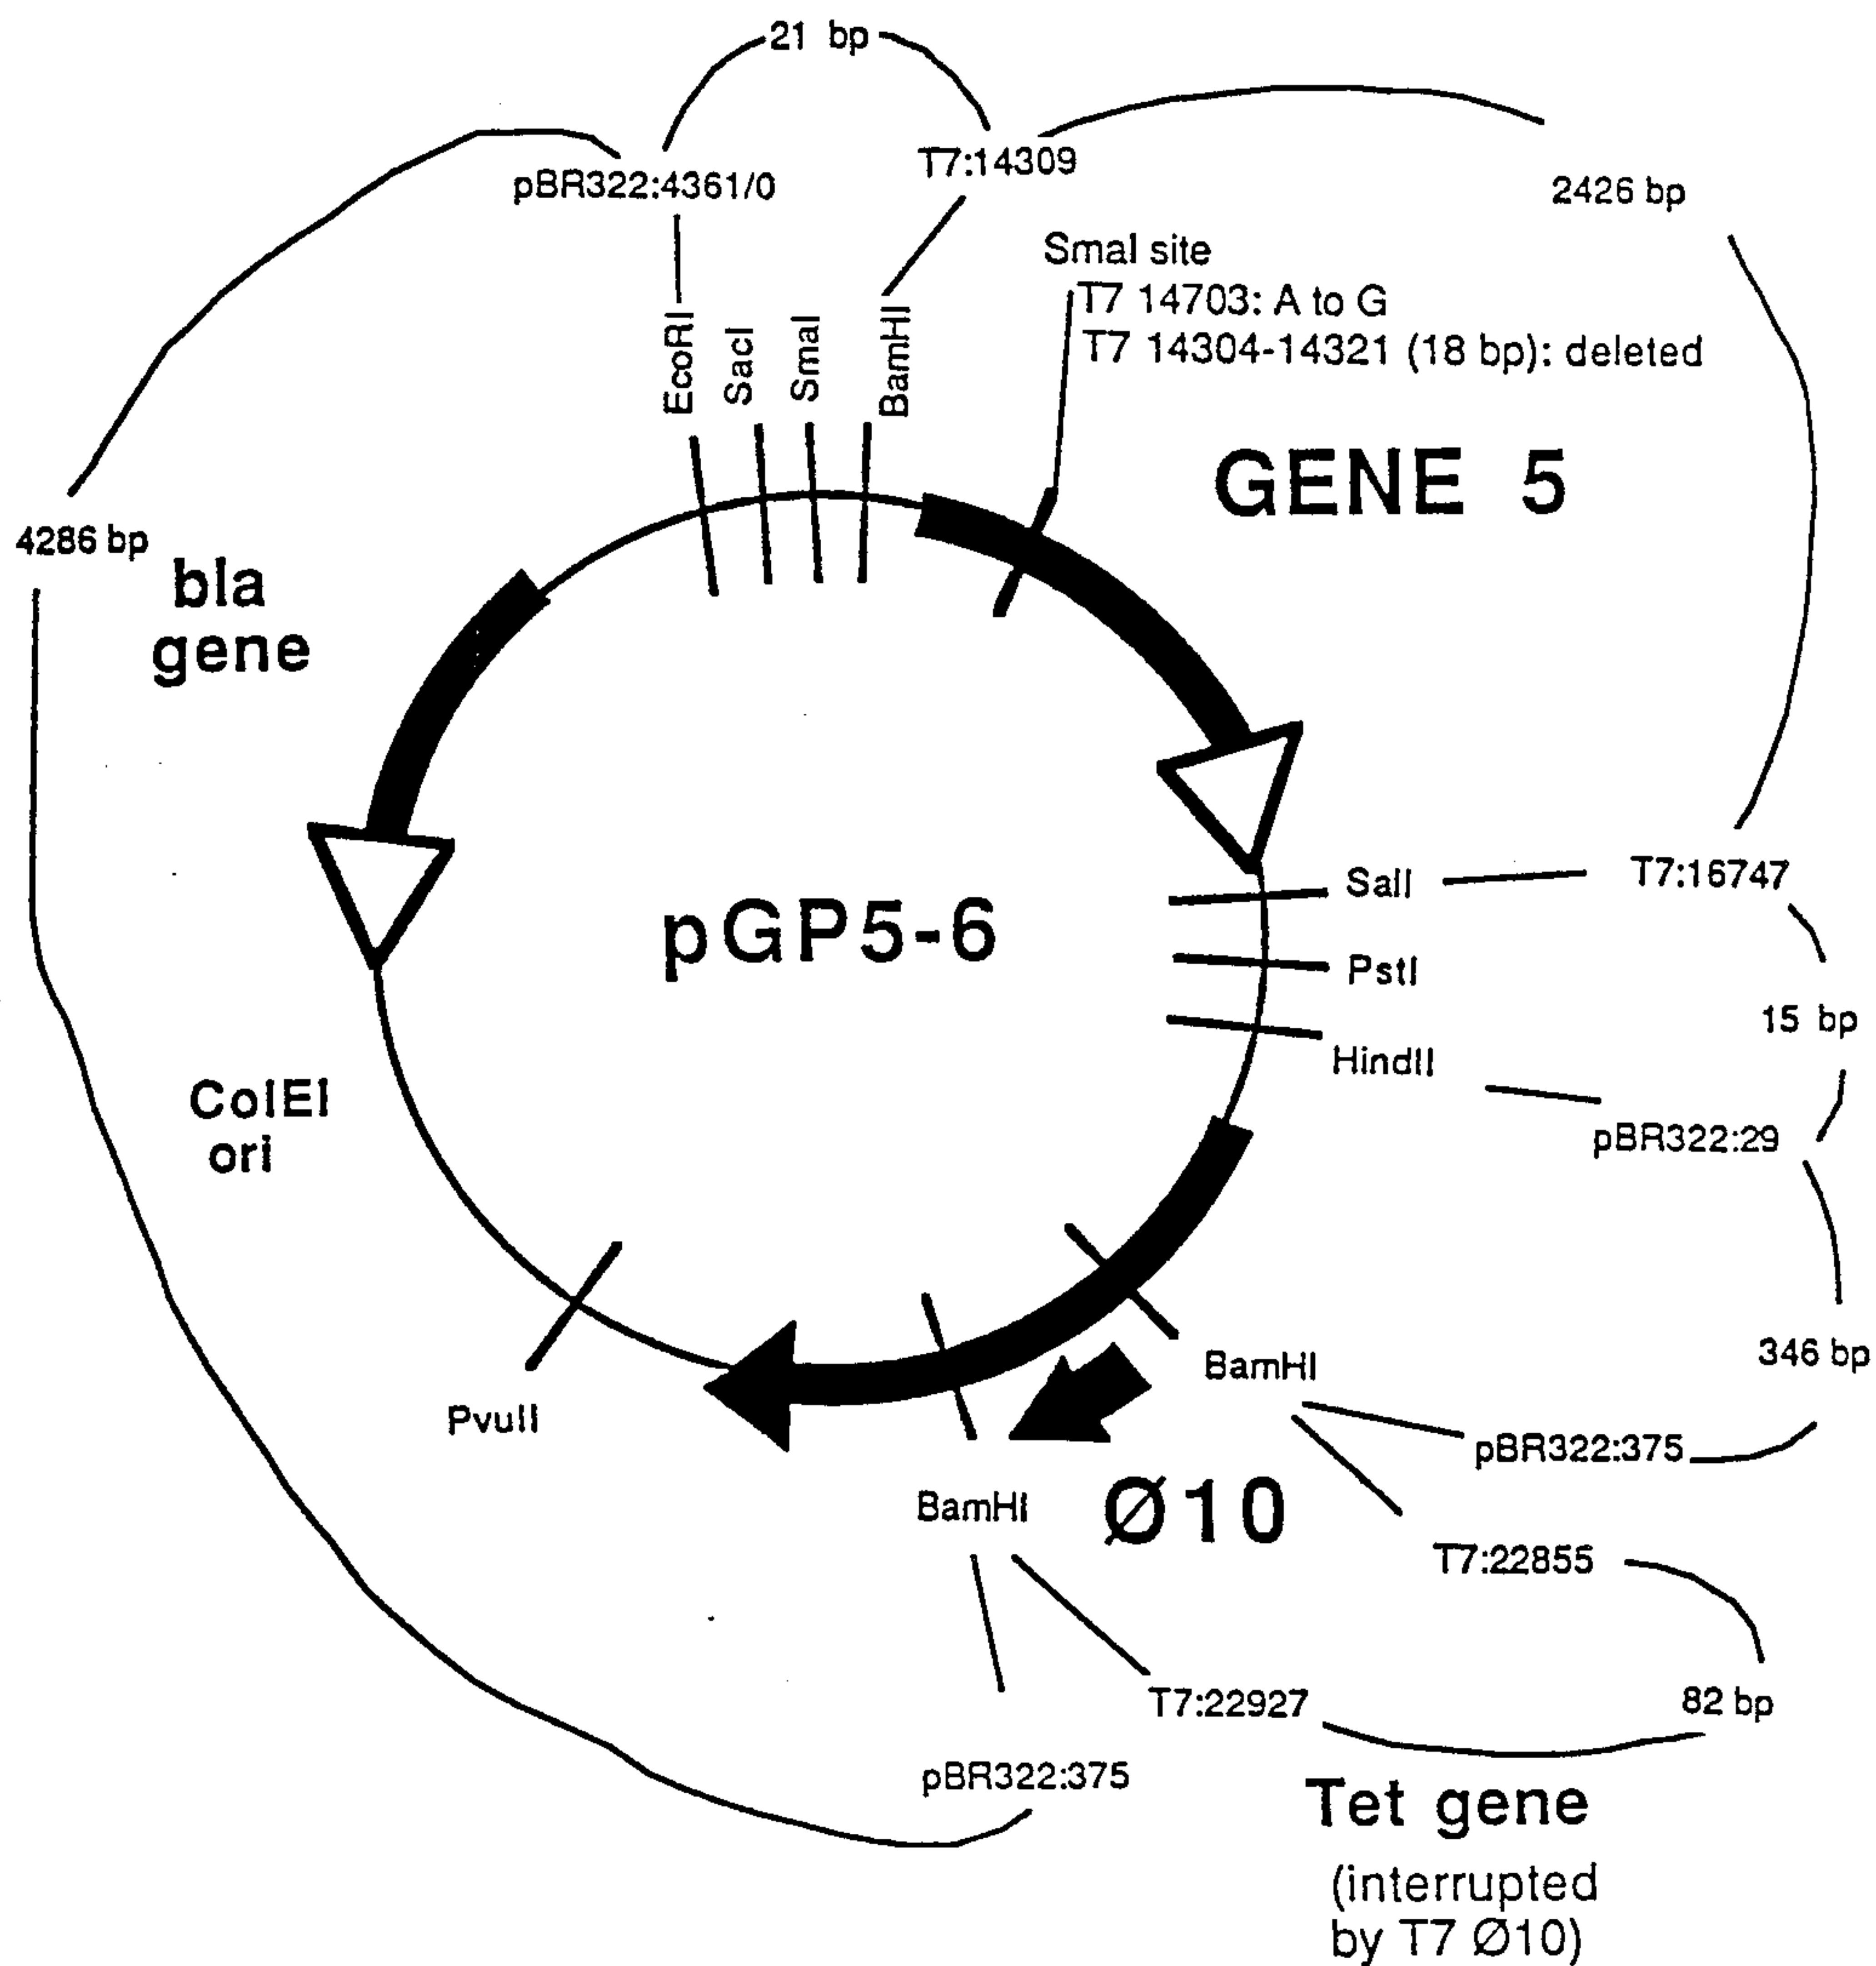 21 bp
T7:14309
pBR322:4361/0
2426 bp
SmaI site
T7 14703: A to G
T7 14304-14321 (18 bp): deleted
EcoRI
SacI
SmaI
BamHI
GENE 5
4286 bp
bla
gene
SalI
T7:16747
pGP5-6
PstI
15 bp
HindII
ColEI
ori
pBR322:29
346 bp
BamHI
PvuII
pBR322:375
BamHI
Ø10
T7:22855
T7:22927
82 bp
pBR322:375
Tet gene
(interrupted
by T7 Ø10)